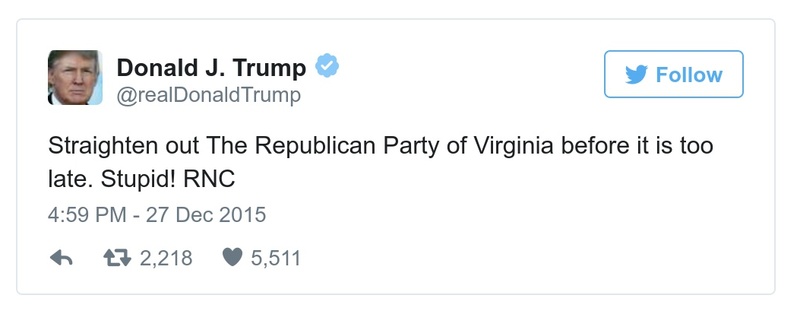 Donald J. Trump
@realDonaldTrump
Follow
Straighten out The Republican Party of Virginia before it is too
late. Stupid! RNC
4:59 PM - 27 Dec 2015
2,218 5,511